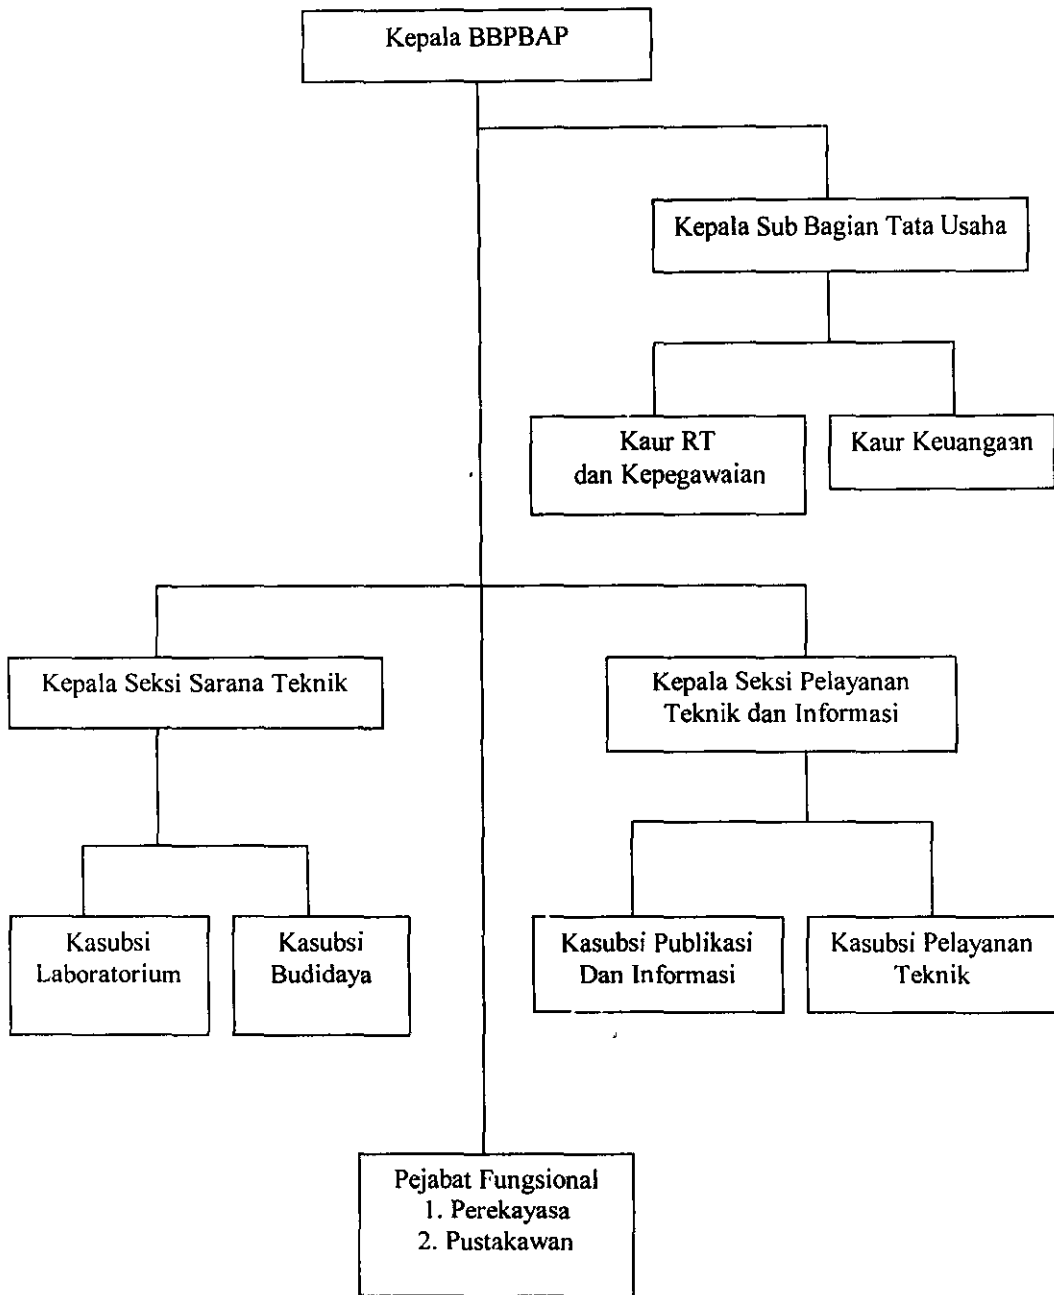 Kepala BBPBAP
Kepala Sub Bagian Tata Usaha
Kaur RT
dan Kepegawaian
Kaur Keuangaan
Kepala Seksi Sarana Teknik
Kepala Seksi Pelayanan
Teknik dan Informasi
Kasubsi
Laboratorium
Kasubsi
Budidaya
Kasubsi Publikasi
Dan Informasi
Kasubsi Pelayanan
Teknik
Pejabat Fungsional
1. Perekayasa
2. Pustakawan